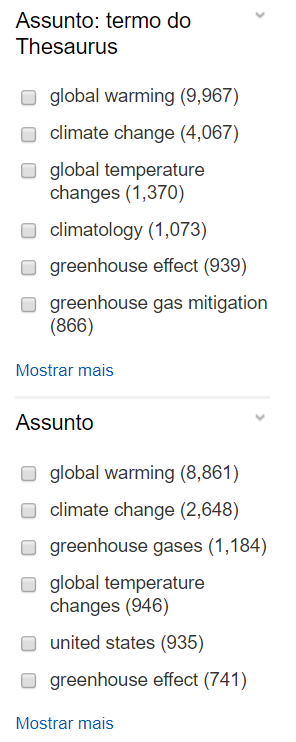 Assunto: termo do
Thesaurus
global warming (9,967)
climate change (4,067)
global temperature
changes (1,370)
climatology (1,073)
greenhouse effect (939)
greenhouse gas mitigation
(866)
Mostrar mais
Assunto
global warming (8,861)
climate change (2,648)
greenhouse gases (1,184)
global temperature
changes (946)
united states (935)
greenhouse effect (741)
Mostrar mais